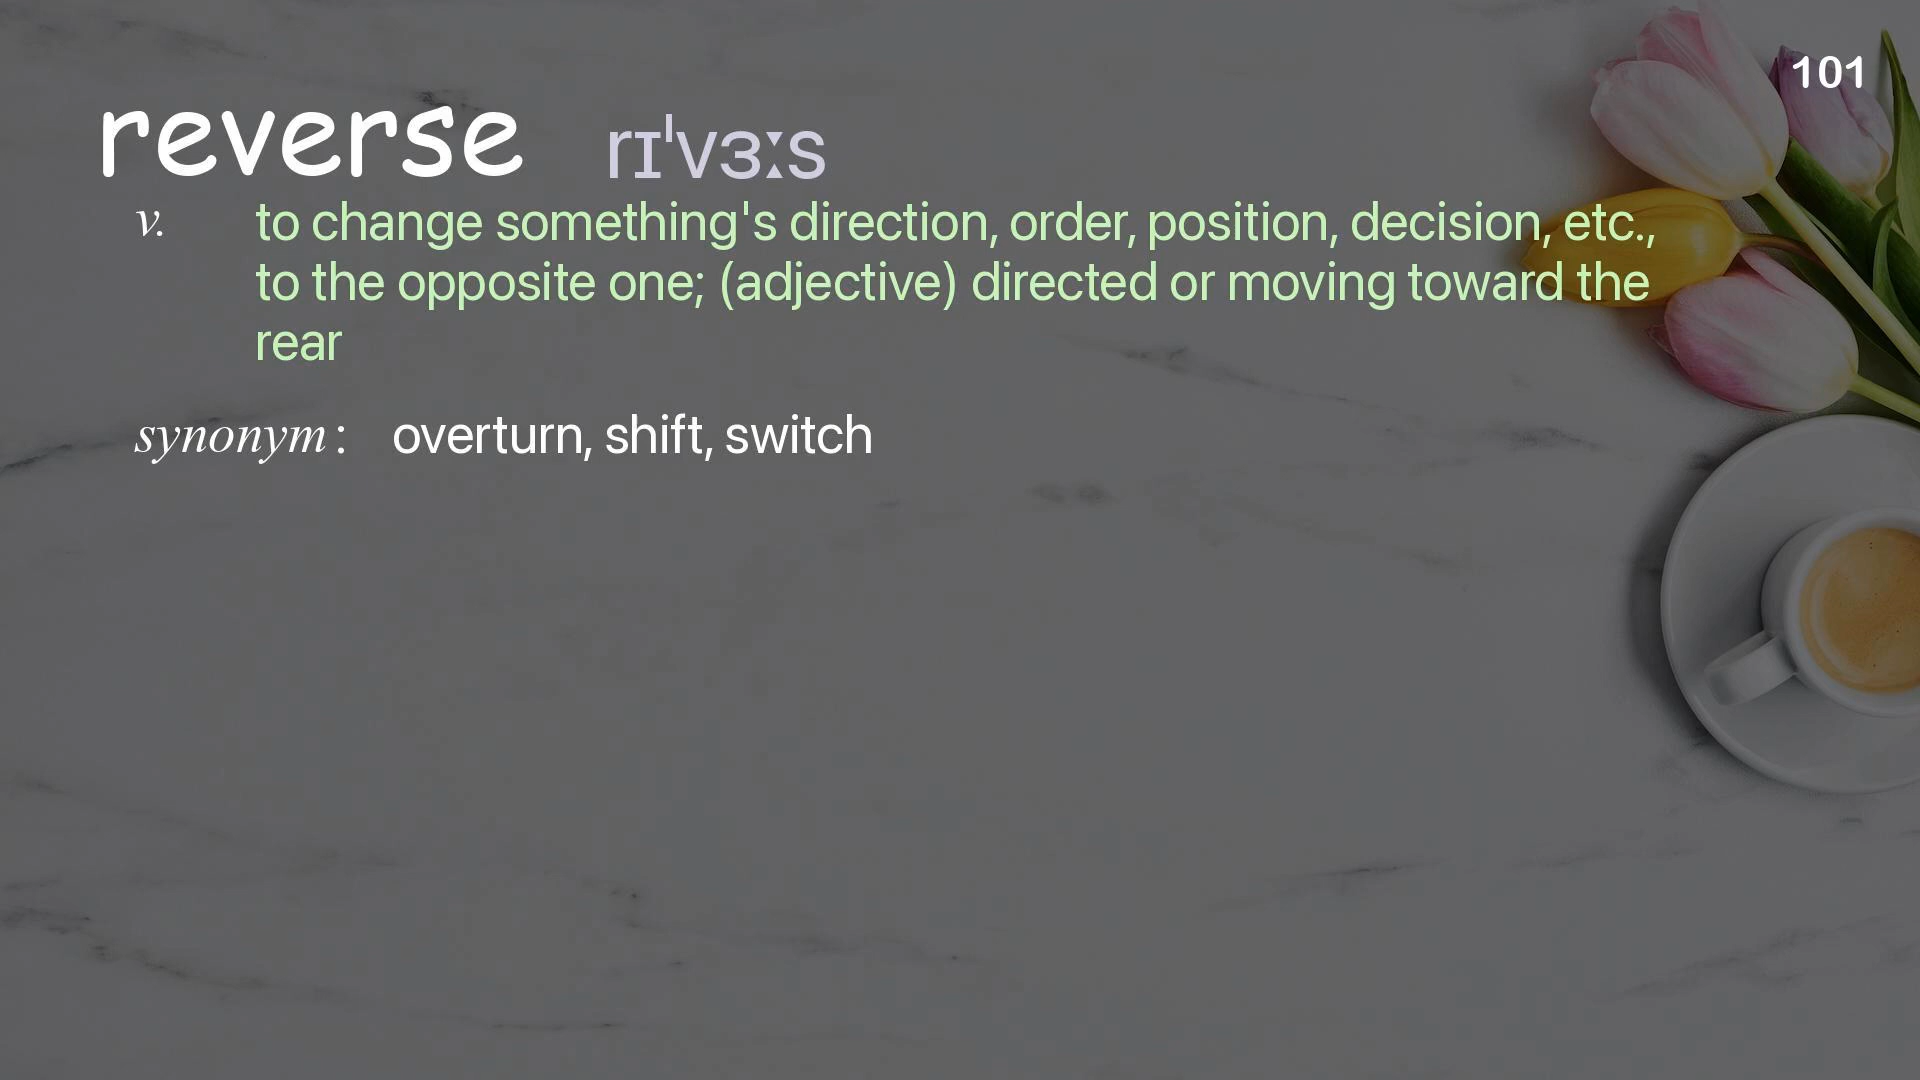 101
reverse rɪˈvɜːs
v. to change something's direction, order, position, decision, etc.,
to the opposite one; (adjective) directed or moving toward the
rear
synonym : overturn, shift, switch